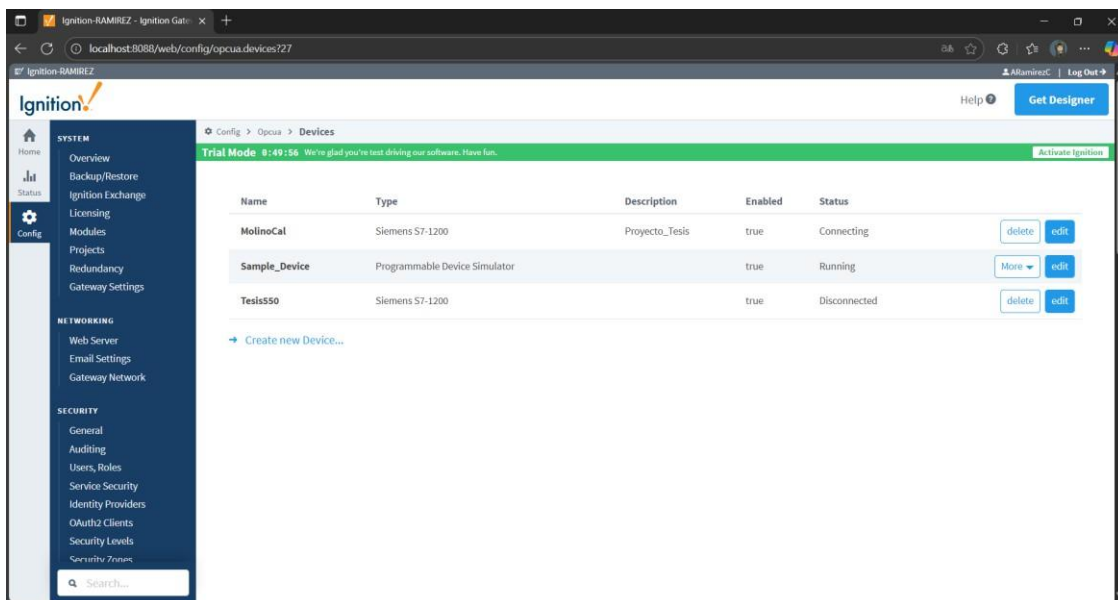 Ignition-RAMIREZ - Ignition Gate
localhost:8088/web/config/opcua.devices?27
Ignition-RAMIREZ
ARamirezC | Log Out
Ignition!
Help
Get Designer
Home
Status
Config
SYSTEM
Overview
Backup/Restore
Ignition Exchange
Licensing
Modules
Projects
Redundancy
Gateway Settings
NETWORKING
Web Server
Email Settings
Gateway Network
SECURITY
General
Auditing
Users, Roles
Service Security
Identity Providers
OAuth2 Clients
Security Levels
Security Zones
Search...
Config > Opcua > Devices
Trial Mode 0:49:56 We're glad you're test driving our software. Have fun.
Activate Ignition
Name Type Description Enabled Status
MolinoCal Siemens S7-1200 Proyecto_Tesis true Connecting delete edit
Sample_Device Programmable Device Simulator true Running More edit
Tesis550 Siemens S7-1200 true Disconnected delete edit
Create new Device...